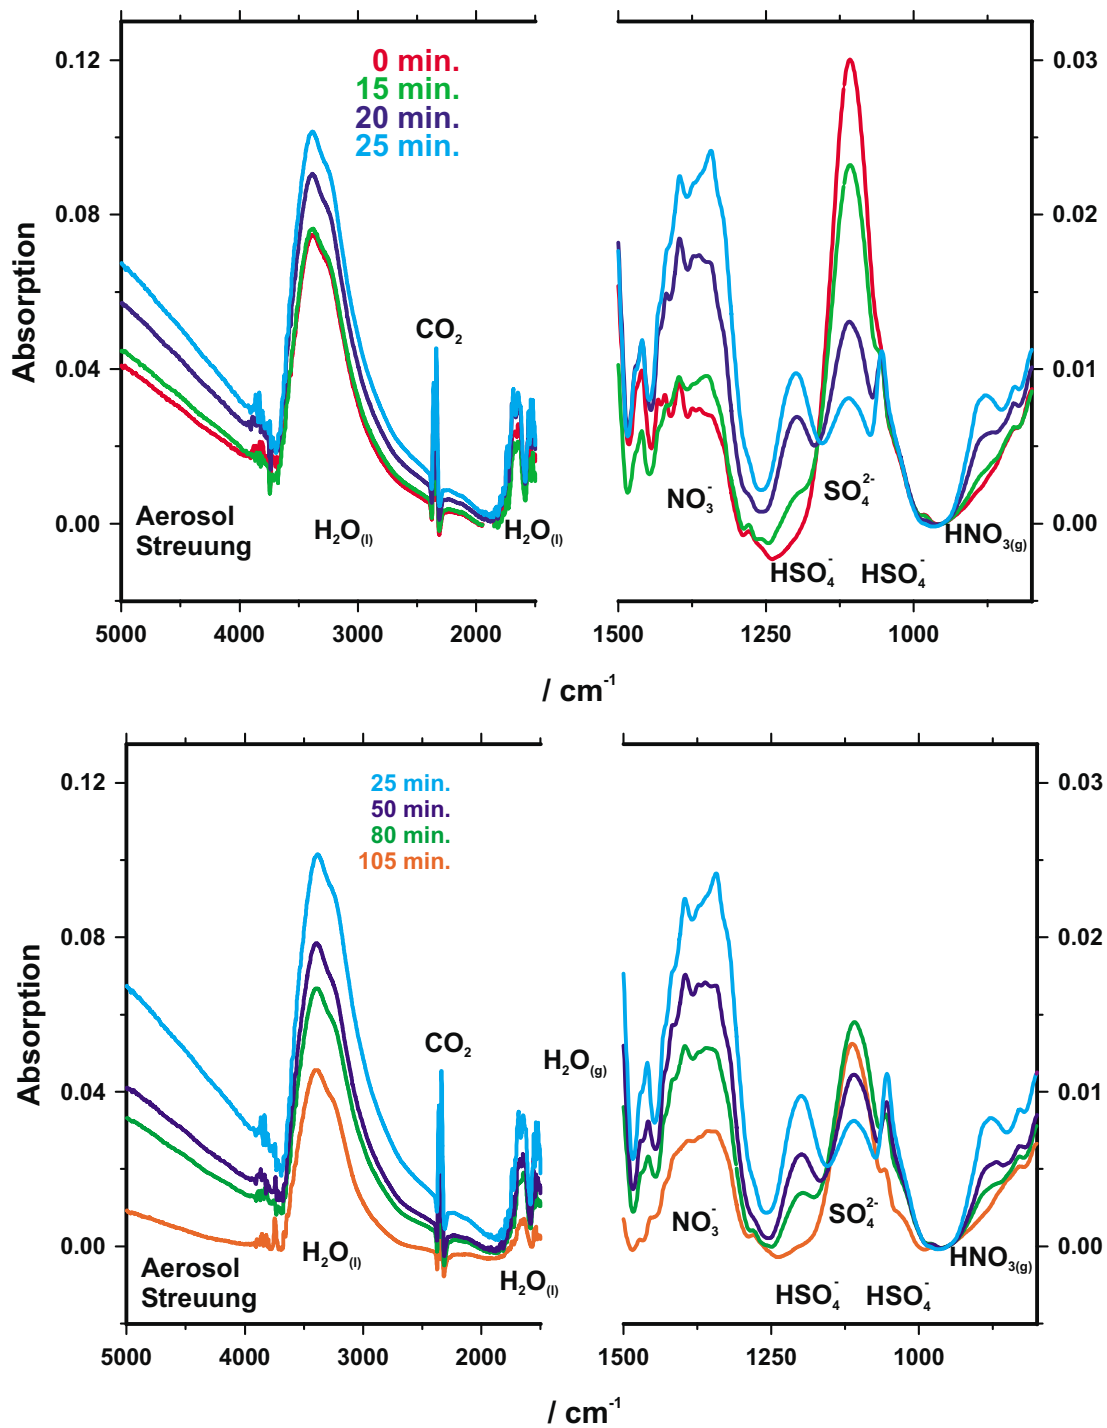 0.12
0.08
0.04
0.00
Absorption
0 min.
15 min.
20 min.
25 min.
CO₂
Aerosol
Streuung
H₂O₍ₗ₎
H₂O₍ₗ₎
5000 4000 3000 2000
0.03
0.02
0.01
0.00
NO₃⁻
SO₄²⁻
HSO₄⁻
HSO₄⁻
HNO₃(g)
1500 1250 1000
/ cm⁻¹
0.12
0.08
0.04
0.00
Absorption
25 min.
50 min.
80 min.
105 min.
CO₂
Aerosol
Streuung
H₂O₍ₗ₎
H₂O₍ₗ₎
5000 4000 3000 2000
H₂O(g)
0.03
0.02
0.01
0.00
NO₃⁻
SO₄²⁻
HSO₄⁻
HSO₄⁻
HNO₃(g)
1500 1250 1000
/ cm⁻¹